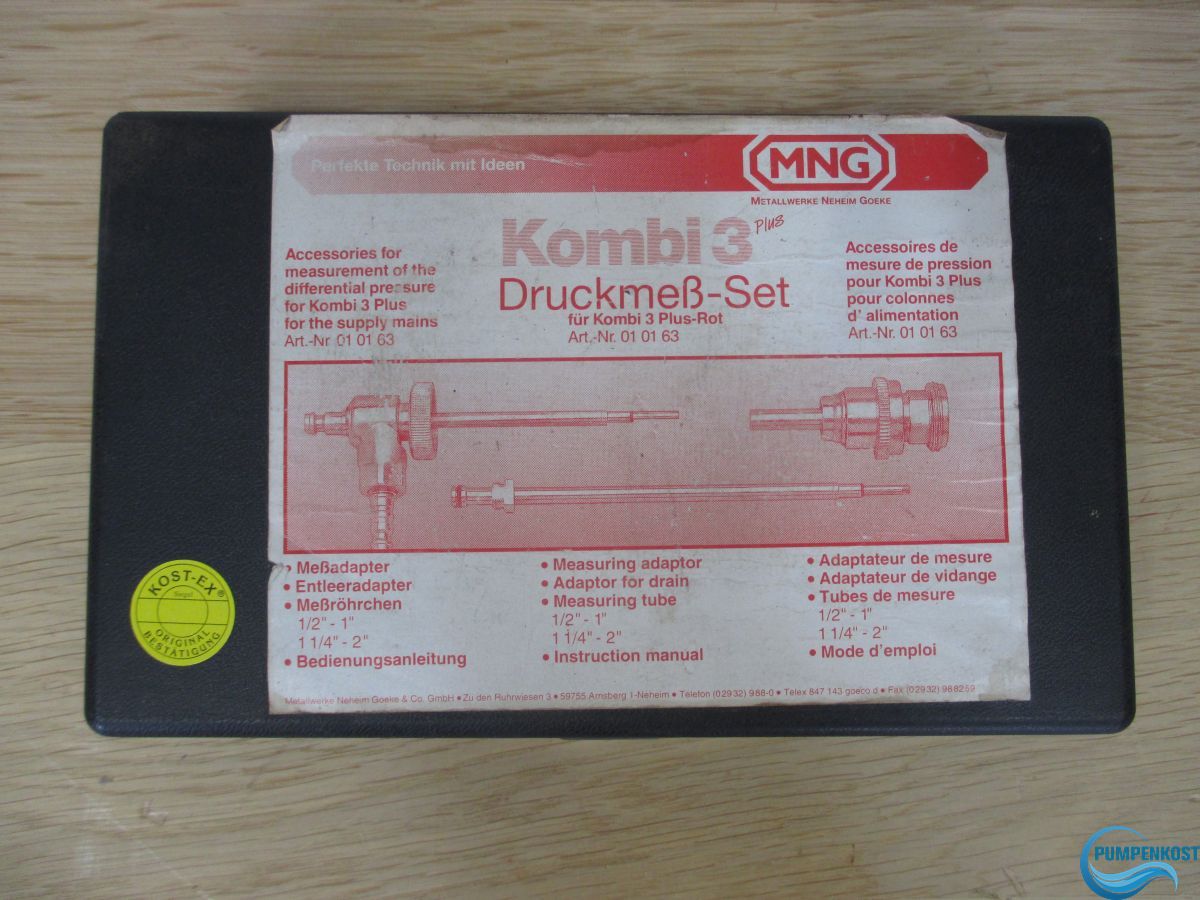 Perfekte Technik mit Ideen
MNG
METALLWERKE NEHEIM GOEKE
Kombi 3 Plus
Druckmeß-Set
für Kombi 3 Plus-Rot
Art.-Nr. 01 01 63
Accessories for
measurement of the
differential pressure
for Kombi 3 Plus
for the supply mains
Art.-Nr 01 01 63
Accessoires de
mesure de pression
pour Kombi 3 Plus
pour colonnes
d' alimentation
Art.-Nr. 01 01 63
• Meßadapter
• Entleeradapter
• Meßröhrchen
1/2" - 1"
1 1/4" - 2"
• Bedienungsanleitung
• Measuring adaptor
• Adaptor for drain
• Measuring tube
1/2" - 1"
1 1/4" - 2"
• Instruction manual
• Adaptateur de mesure
• Adaptateur de vidange
• Tubes de mesure
1/2" - 1"
1 1/4" - 2"
• Mode d'emploi
Metallwerke Neheim Goeke & Co. GmbH • Zu den Ruhrwiesen 3 • 59755 Arnsberg 1-Neheim • Telefon (02932) 988-0 • Telex 847 143 goeco d • Fax (02932) 988259
KOST-EX®
Siegel
ORIGINAL
BESTÄTIGUNG
PUMPENKOST